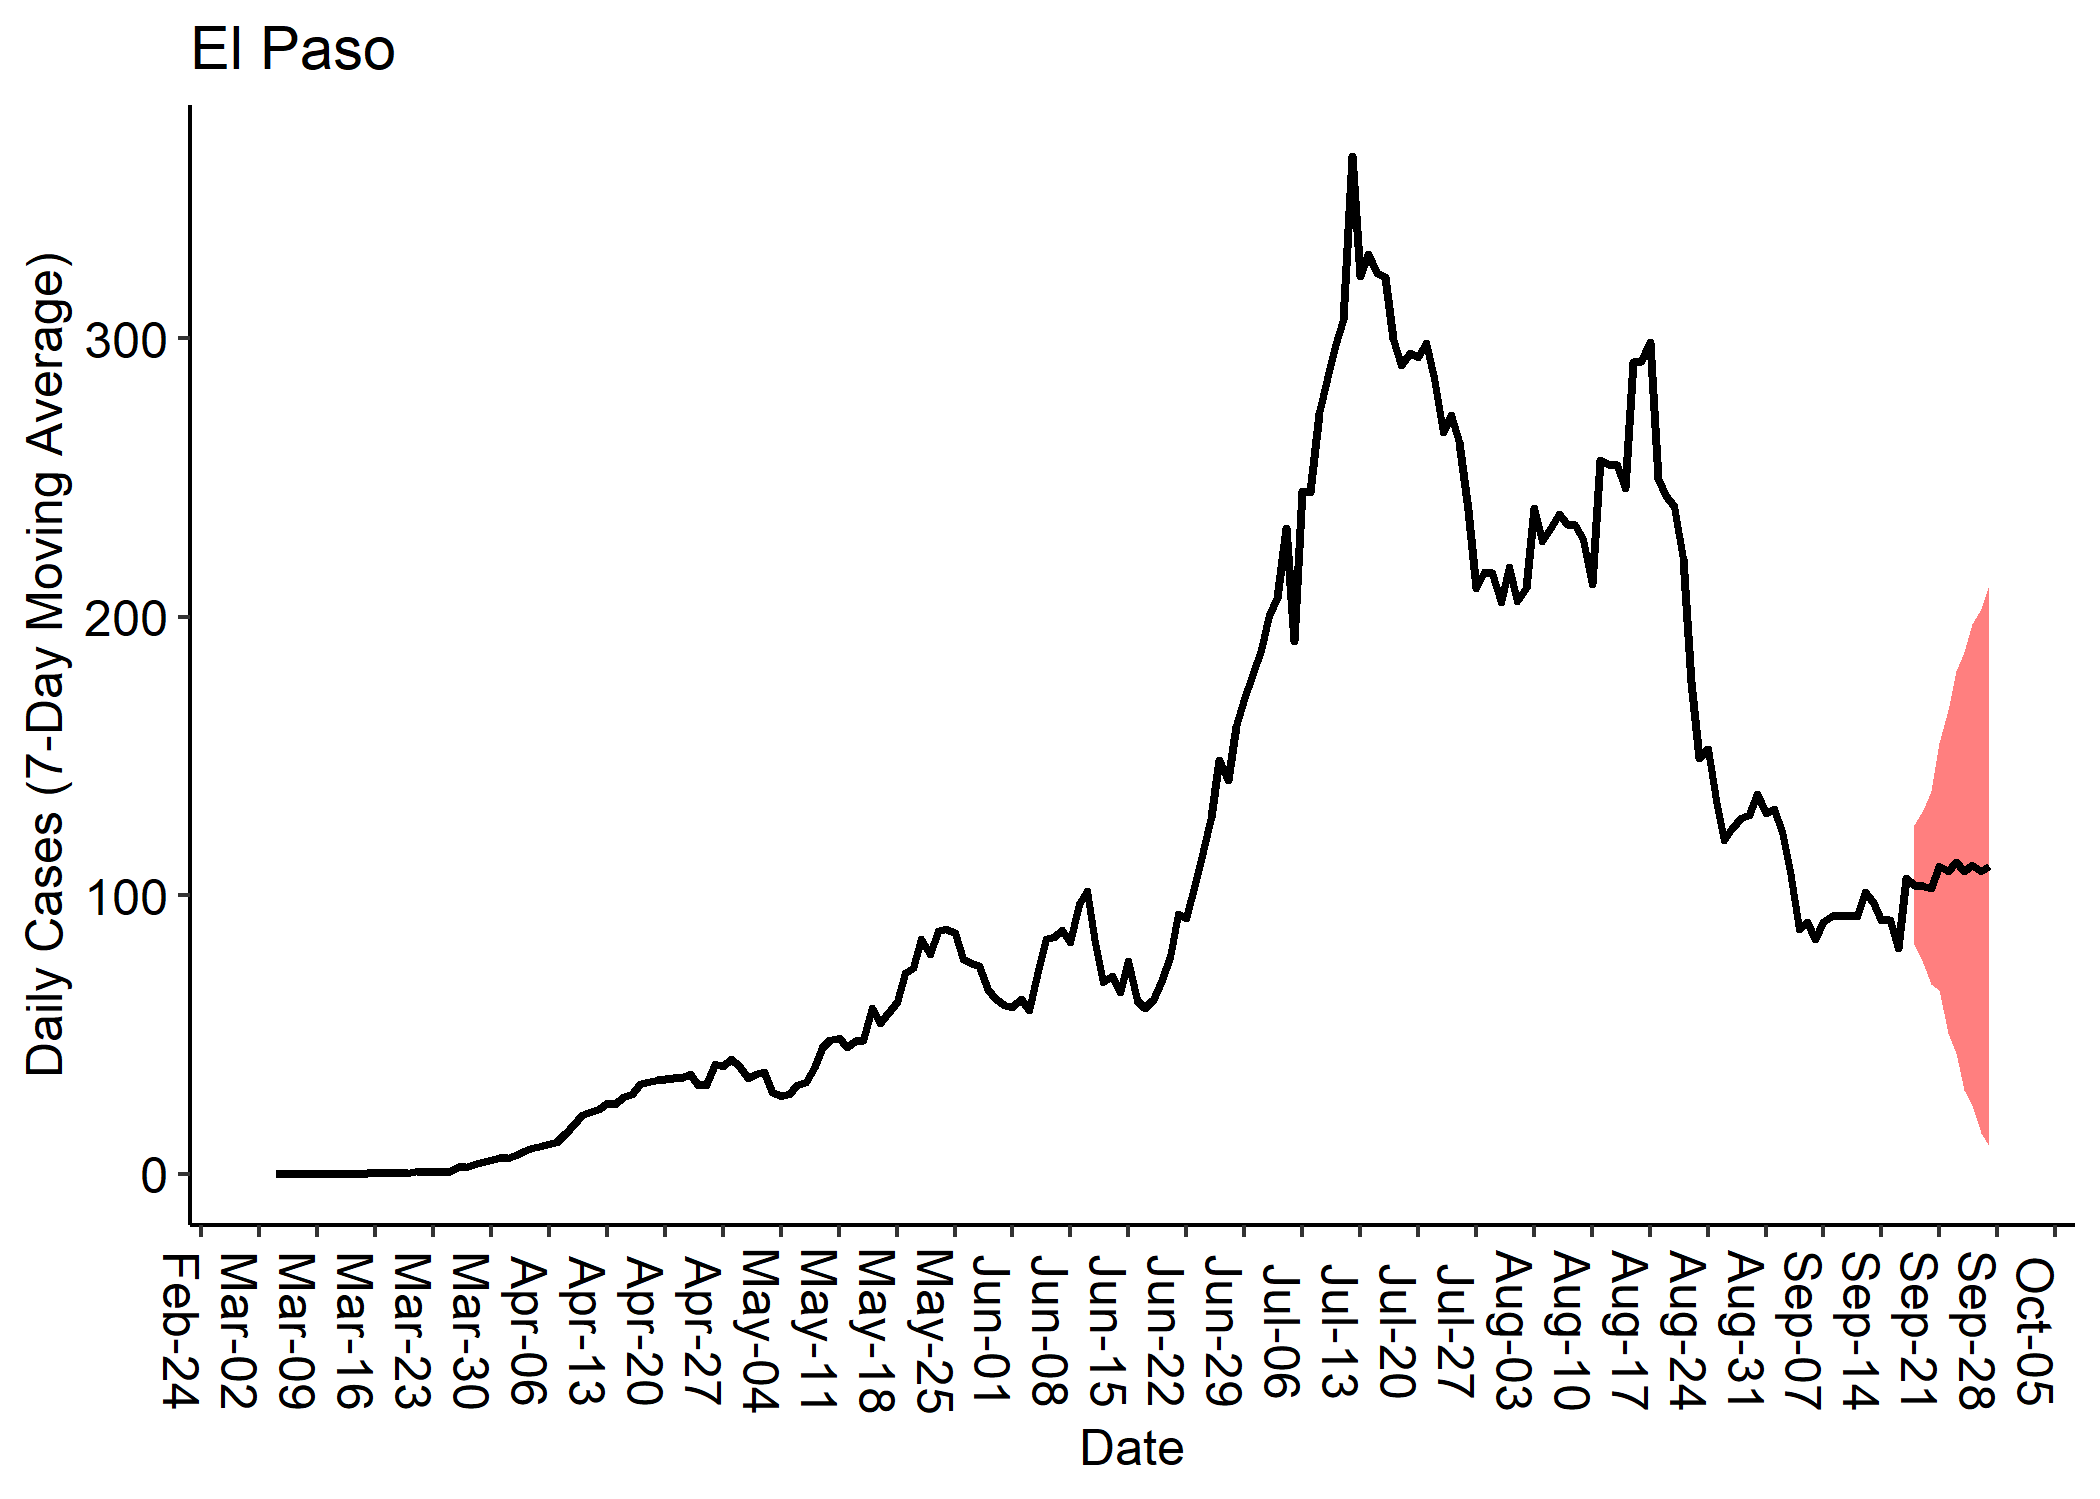 El Paso
Daily Cases (7-Day Moving Average)
300
200
100
0
Feb-24
Mar-02
Mar-09
Mar-16
Mar-23
Mar-30
Apr-06
Apr-13
Apr-20
Apr-27
May-04
May-11
May-18
May-25
Jun-01
Jun-08
Jun-15
Jun-22
Jun-29
Jul-06
Jul-13
Jul-20
Jul-27
Aug-03
Aug-10
Aug-17
Aug-24
Aug-31
Sep-07
Sep-14
Sep-21
Sep-28
Oct-05
Date